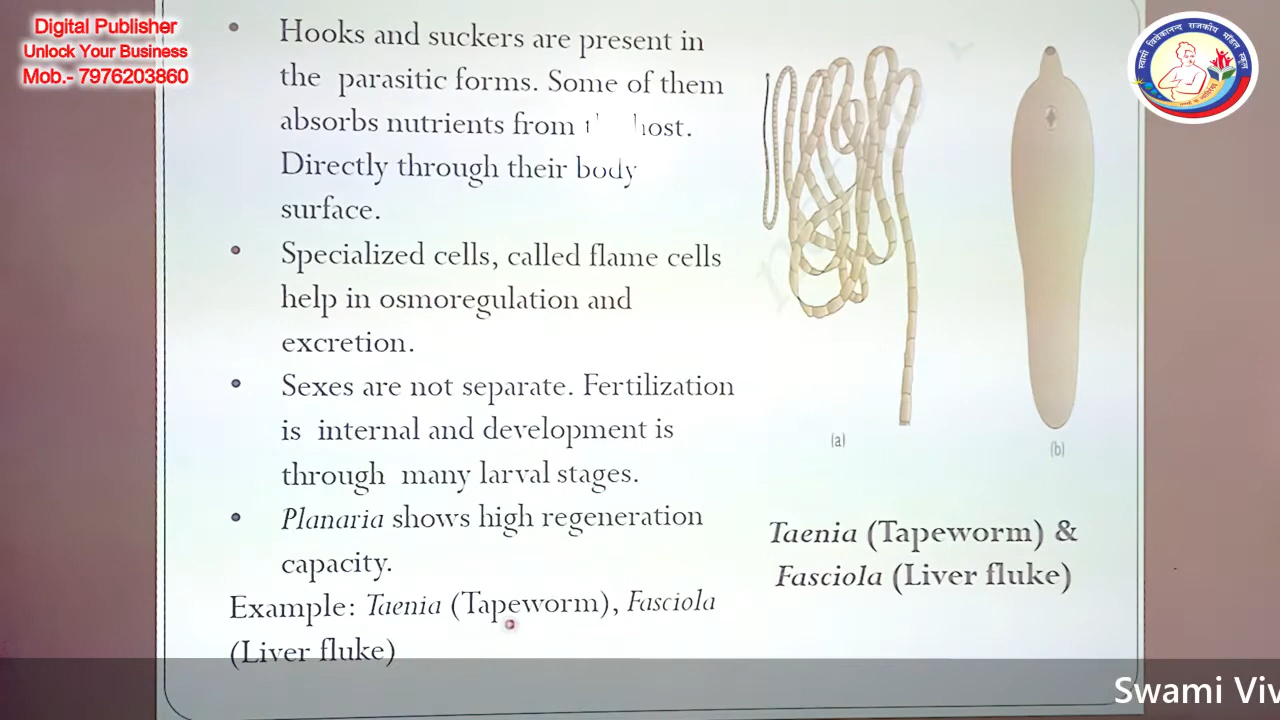 Digital Publisher
Unlock Your Business
Mob.- 7976203860
• Hooks and suckers are present in
the parasitic forms. Some of them
absorbs nutrients from
Directly through their body
surface.
• Specialized cells, called flame cells
help in osmoregulation and
excretion.
• Sexes are not separate. Fertilization
is internal and development is
through many larval stages.
• Planaria shows high regeneration
capacity.
Example: Taenia (Tapeworm), Fasciola
(Liver fluke)
(a)
(b)
Taenia (Tapeworm) &
Fasciola (Liver fluke)
स्वामी विवेकानन्द राजकीय मॉडल स्कूल
Swami Viv